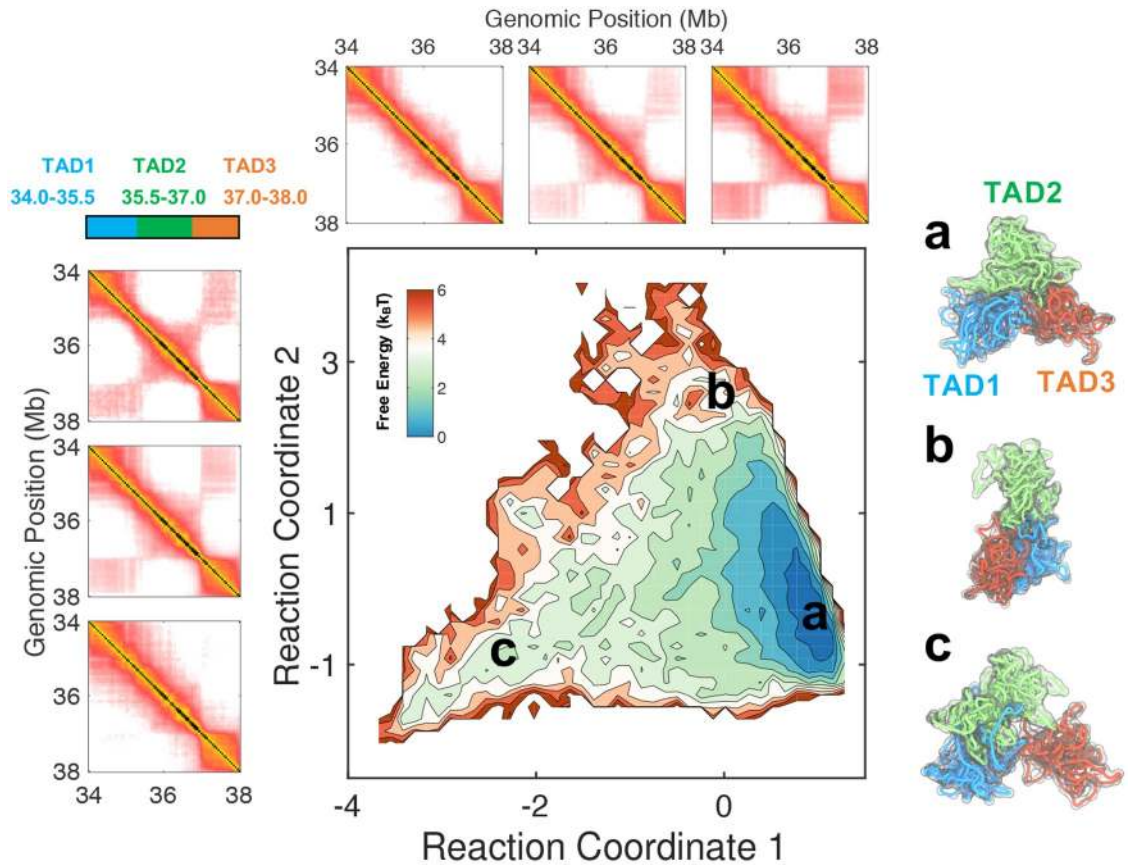 Genomic Position (Mb)
34 36 38 34 36 38 34 36 38
34
36
38
TAD1 TAD2 TAD3
34.0-35.5 35.5-37.0 37.0-38.0
34
36
38
34
36
38
34
36
38
34 36 38
Genomic Position (Mb)
Free Energy (kBT)
6
4
2
0
Reaction Coordinate 2
3
1
-1
-4 -2 0
Reaction Coordinate 1
a
b
c
a
TAD2
TAD1 TAD3
b
c